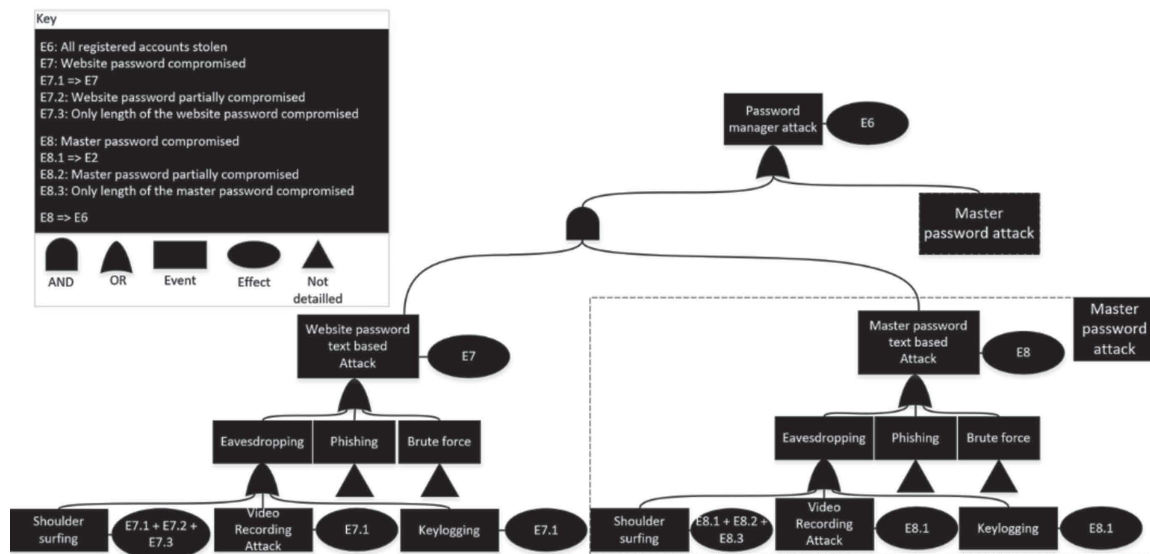 Key
E6: All registered accounts stolen
E7: Website password compromised
E7.1 => E7
E7.2: Website password partially compromised
E7.3: Only length of the website password compromised
E8: Master password compromised
E8.1 => E2
E8.2: Master password partially compromised
E8.3: Only length of the master password compromised
E8 => E6
AND
OR
Event
Effect
Not
detailled
Password
manager attack
E6
Master
password attack
Website password
text based
Attack
E7
Master password
text based
Attack
E8
Master
password
attack
Eavesdropping
Phishing
Brute force
Eavesdropping
Phishing
Brute force
Shoulder
surfing
E7.1 + E7.2 +
E7.3
Video
Recording
Attack
E7.1
Keylogging
E7.1
Shoulder
surfing
E8.1 + E8.2 +
E8.3
Video
Recording
Attack
E8.1
Keylogging
E8.1